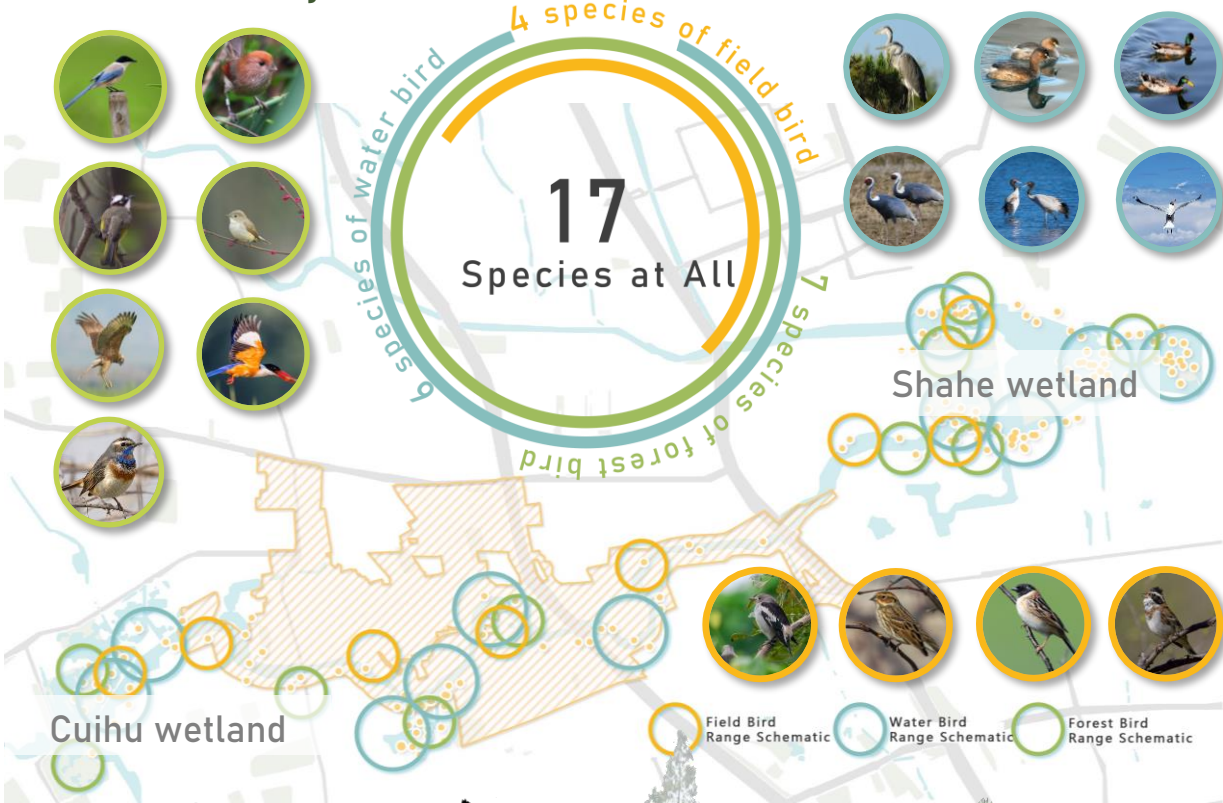 4 species of field bird
6 species of water bird
17
Species at All
7 species of forest bird
Shahe wetland
Cuihu wetland
Field Bird
Range Schematic
Water Bird
Range Schematic
Forest Bird
Range Schematic